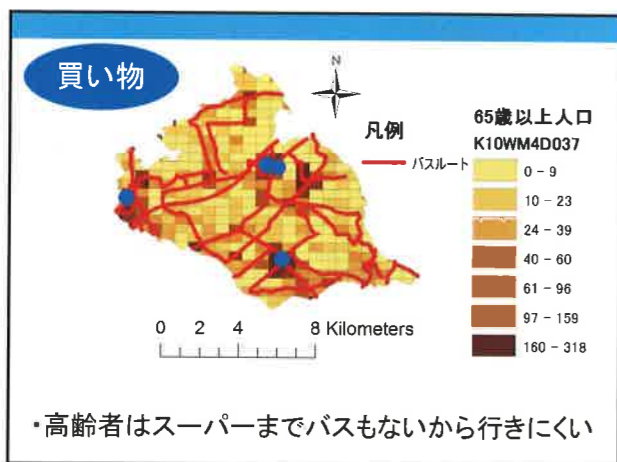 買い物
N
凡例
バスルート
65歳以上人口
K10WM4D037
0 - 9
10 - 23
24 - 39
40 - 60
61 - 96
97 - 159
160 - 318
0 2 4 8 Kilometers
・高齢者はスーパーまでバスもないから行きにくい